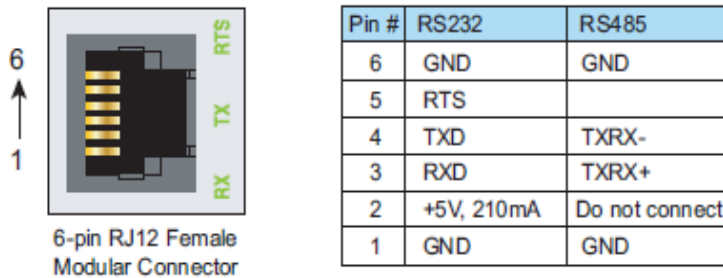 6
1
RTS
TX
RX
6-pin RJ12 Female
Modular Connector
Pin # RS232 RS485
6 GND GND
5 RTS
4 TXD TXRX-
3 RXD TXRX+
2 +5V, 210mA Do not connect
1 GND GND